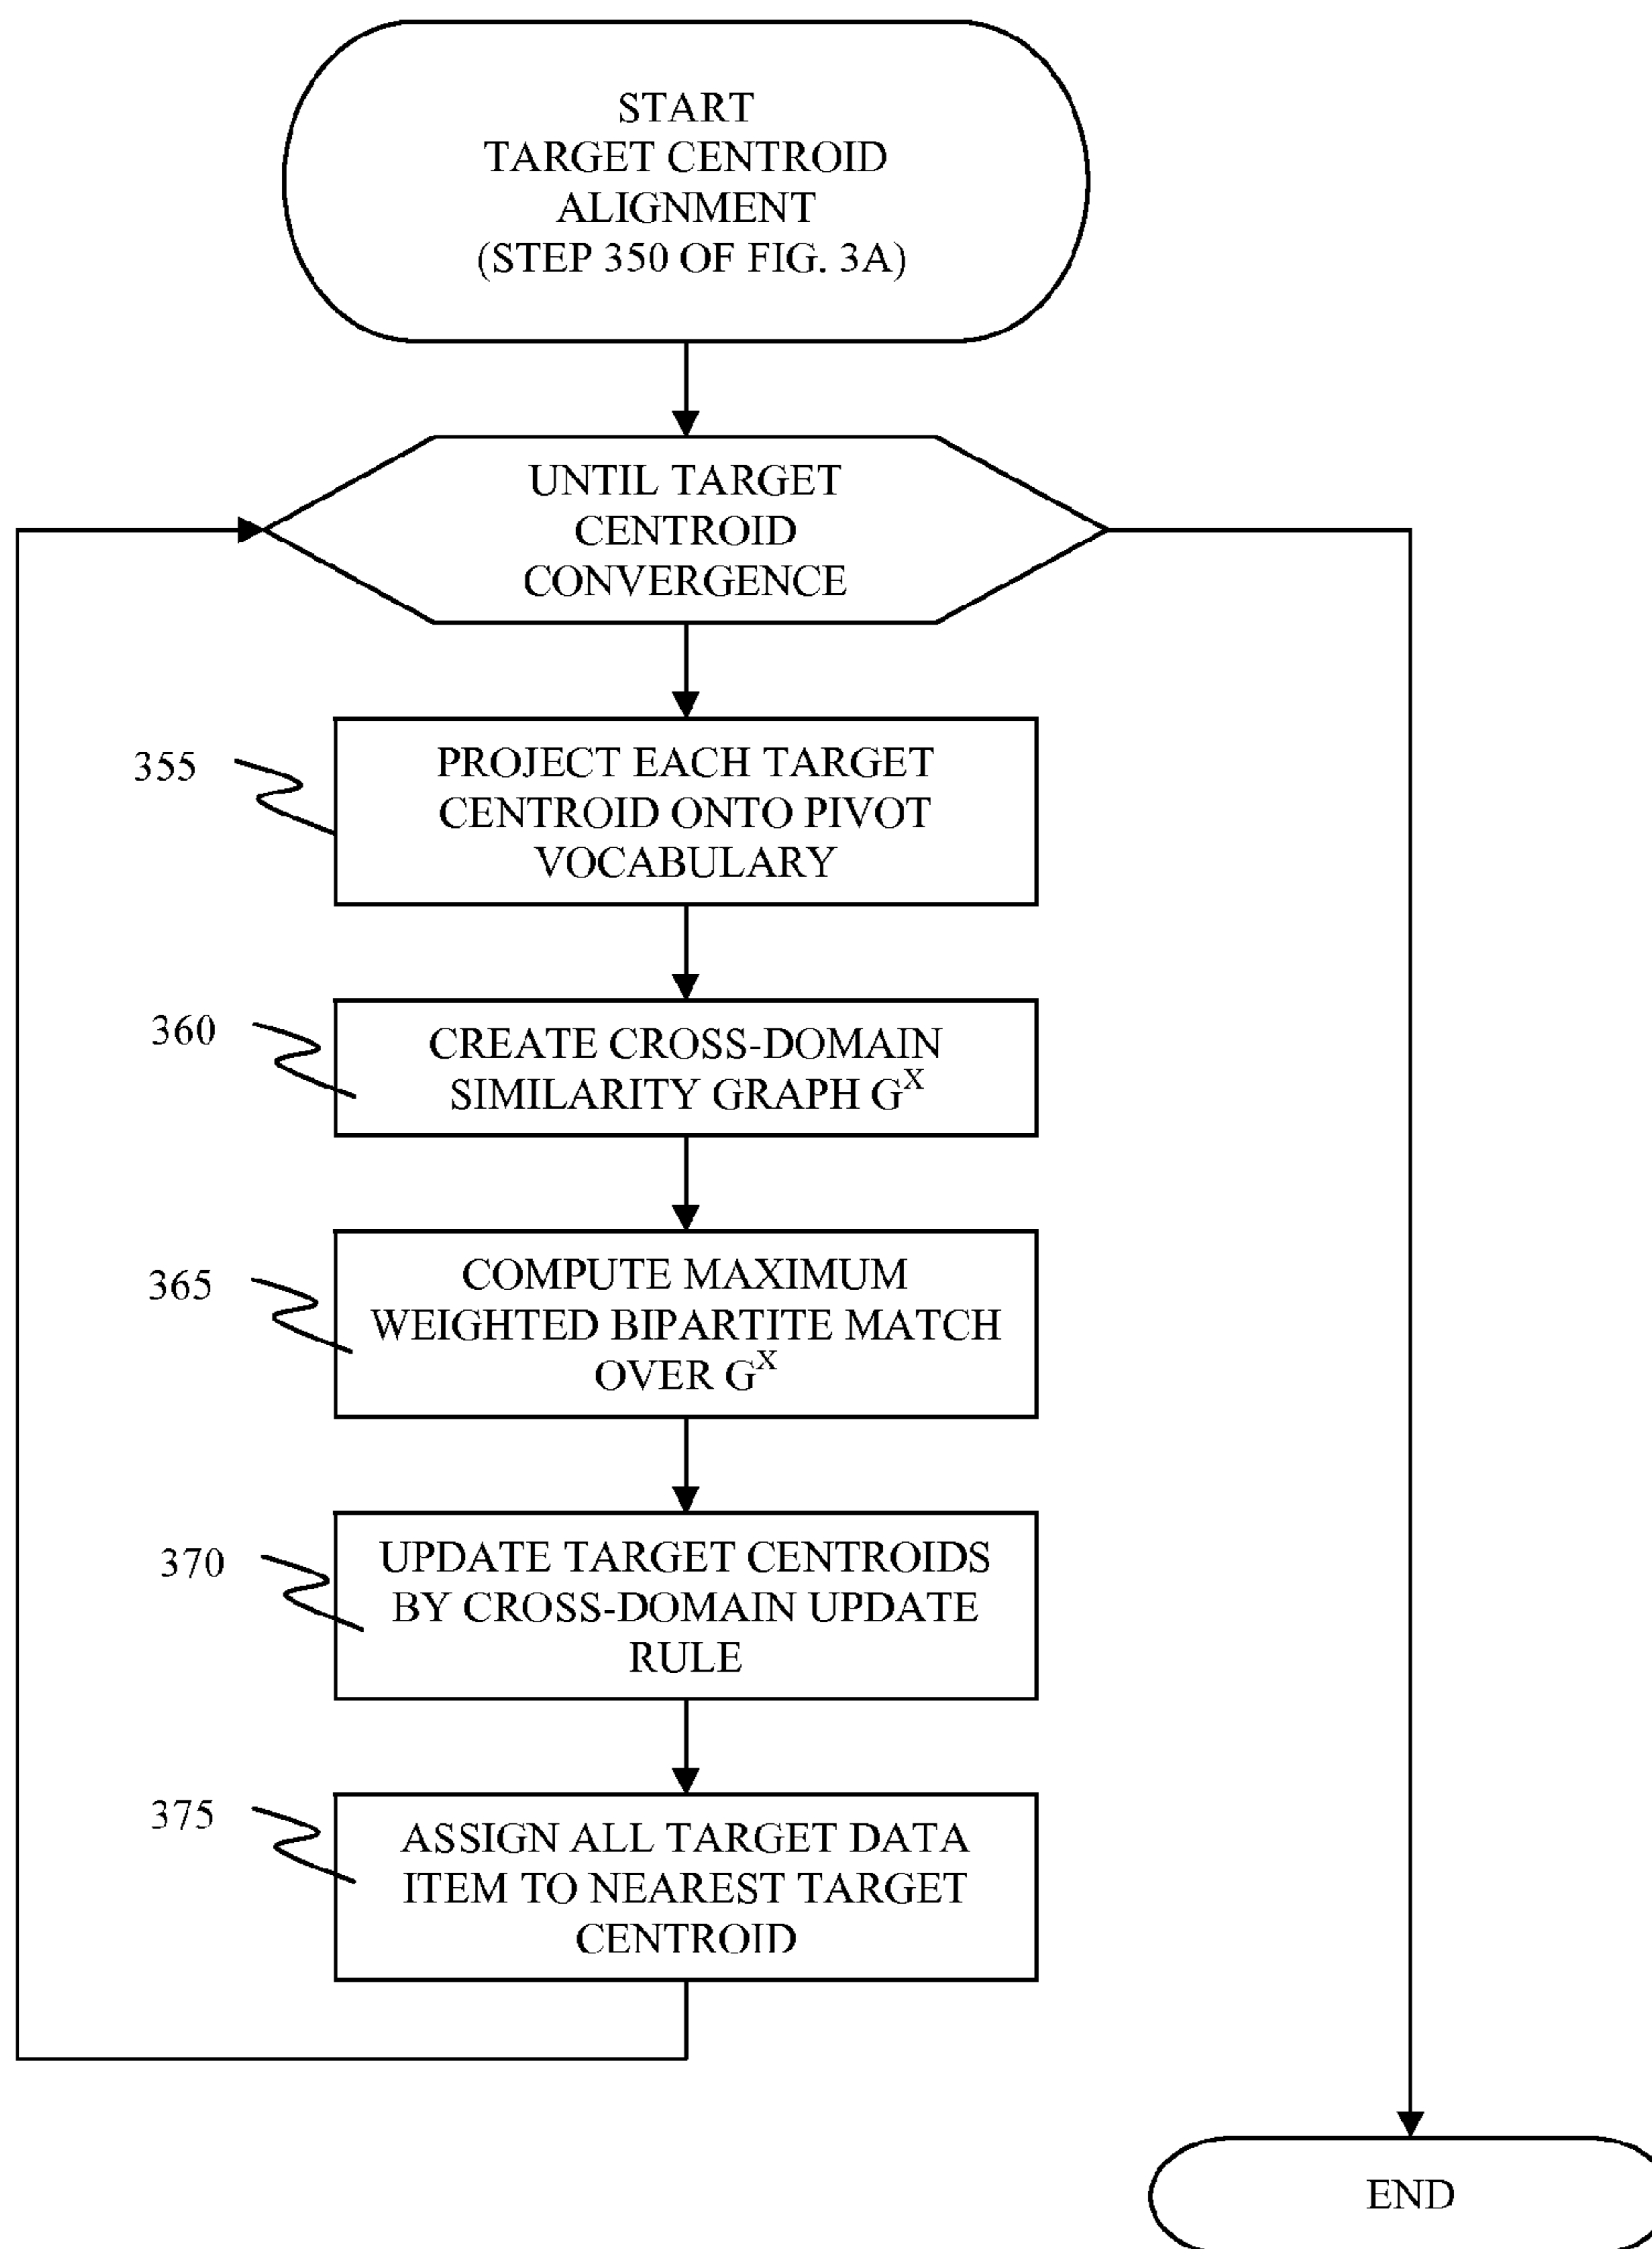 START
TARGET CENTROID
ALIGNMENT
(STEP 350 OF FIG. 3A)
UNTIL TARGET
CENTROID
CONVERGENCE
355
PROJECT EACH TARGET
CENTROID ONTO PIVOT
VOCABULARY
360
CREATE CROSS-DOMAIN
SIMILARITY GRAPH G^X
365
COMPUTE MAXIMUM
WEIGHTED BIPARTITE MATCH
OVER G^X
370
UPDATE TARGET CENTROIDS
BY CROSS-DOMAIN UPDATE
RULE
375
ASSIGN ALL TARGET DATA
ITEM TO NEAREST TARGET
CENTROID
END